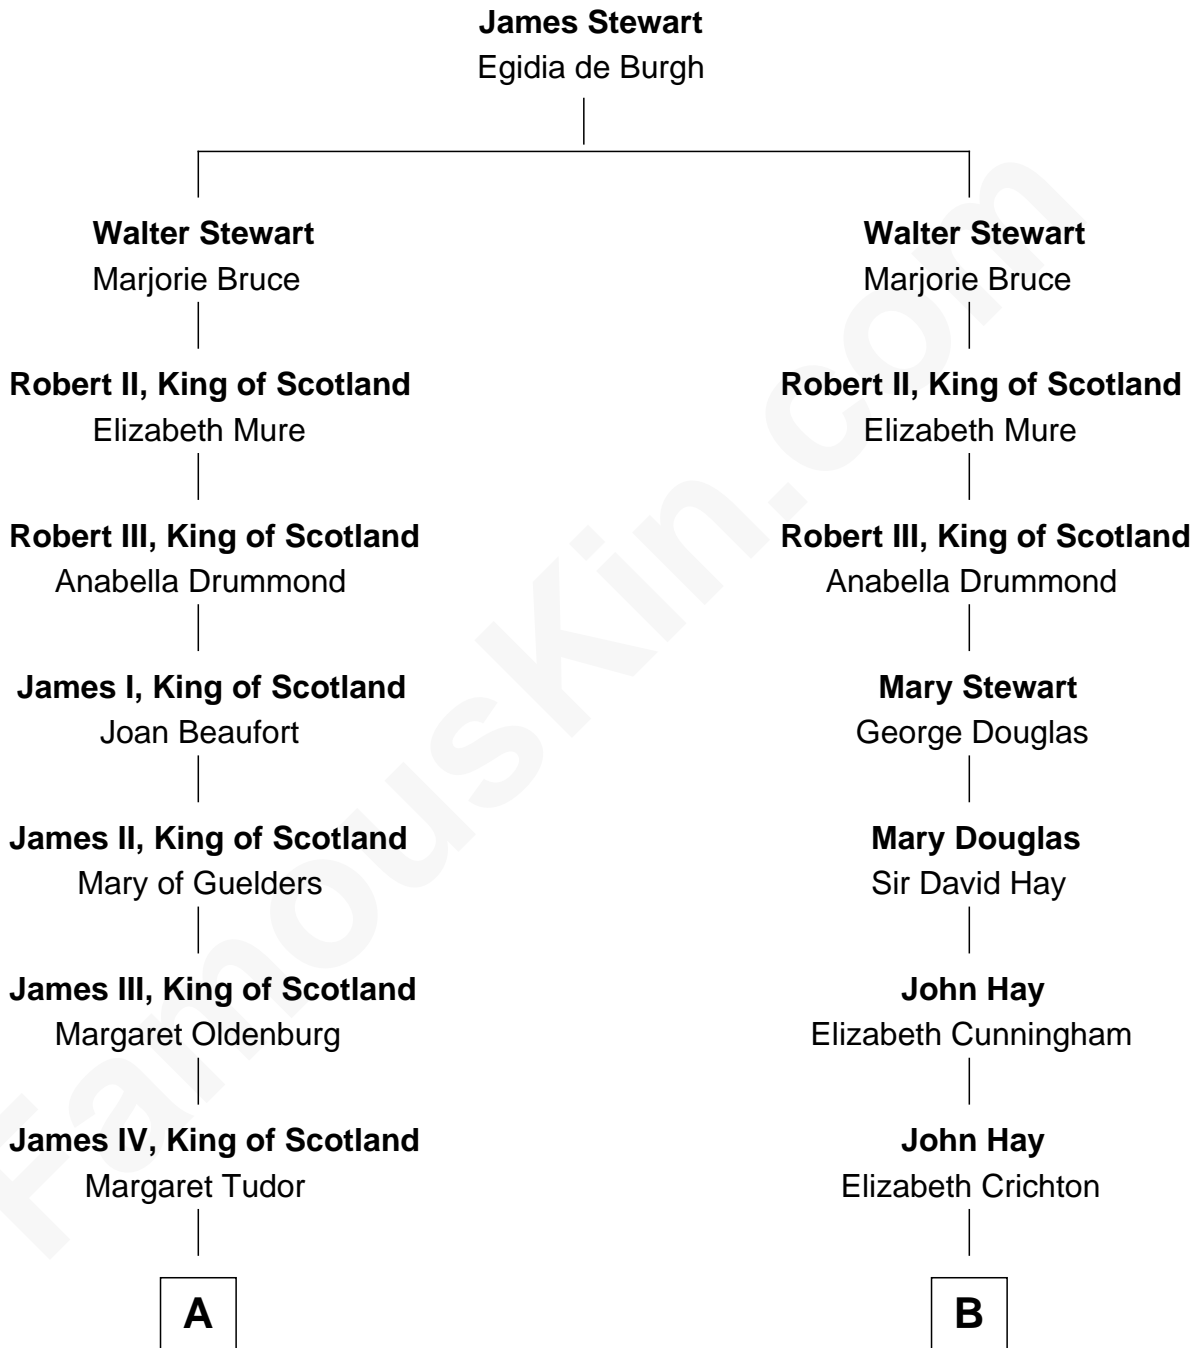 James Stewart
Egidia de Burgh
Walter Stewart
Marjorie Bruce
Robert II, King of Scotland
Elizabeth Mure
Robert III, King of Scotland
Anabella Drummond
James I, King of Scotland
Joan Beaufort
James II, King of Scotland
Mary of Guelders
James III, King of Scotland
Margaret Oldenburg
James IV, King of Scotland
Margaret Tudor
A
Walter Stewart
Marjorie Bruce
Robert II, King of Scotland
Elizabeth Mure
Robert III, King of Scotland
Anabella Drummond
Mary Stewart
George Douglas
Mary Douglas
Sir David Hay
John Hay
Elizabeth Cunningham
John Hay
Elizabeth Crichton
B
FamousKin.com